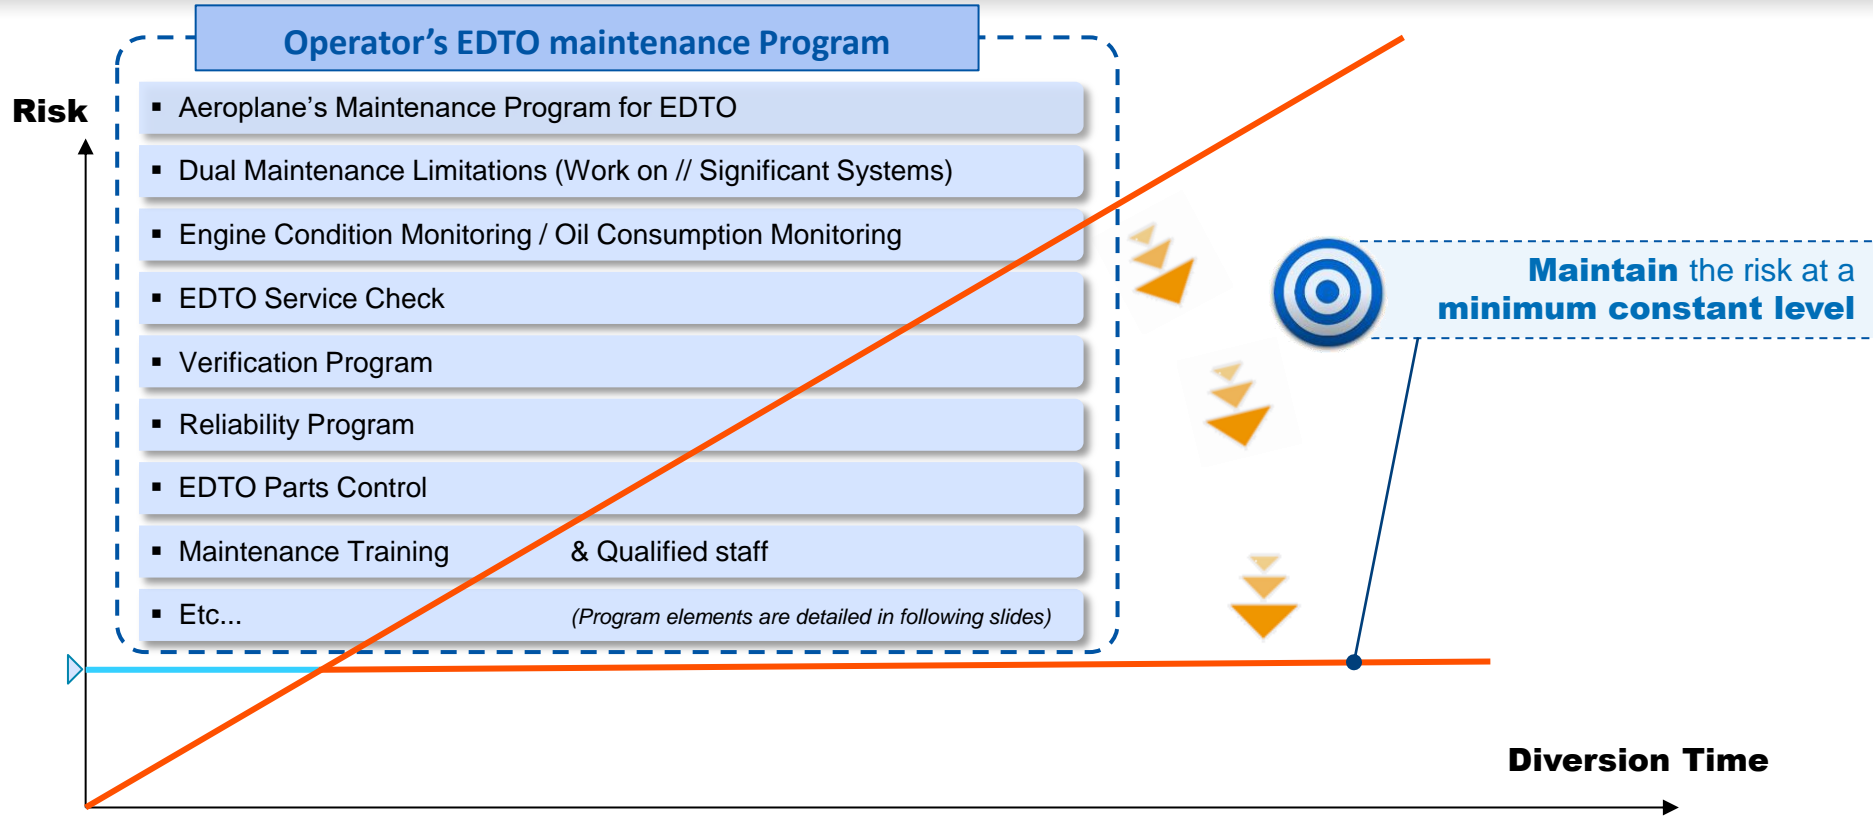 Operator’s EDTO maintenance Program
Risk
▪ Aeroplane’s Maintenance Program for EDTO
▪ Dual Maintenance Limitations (Work on // Significant Systems)
▪ Engine Condition Monitoring / Oil Consumption Monitoring
▪ EDTO Service Check
▪ Verification Program
▪ Reliability Program
▪ EDTO Parts Control
▪ Maintenance Training & Qualified staff
▪ Etc... (Program elements are detailed in following slides)
Maintain the risk at a
minimum constant level
Diversion Time